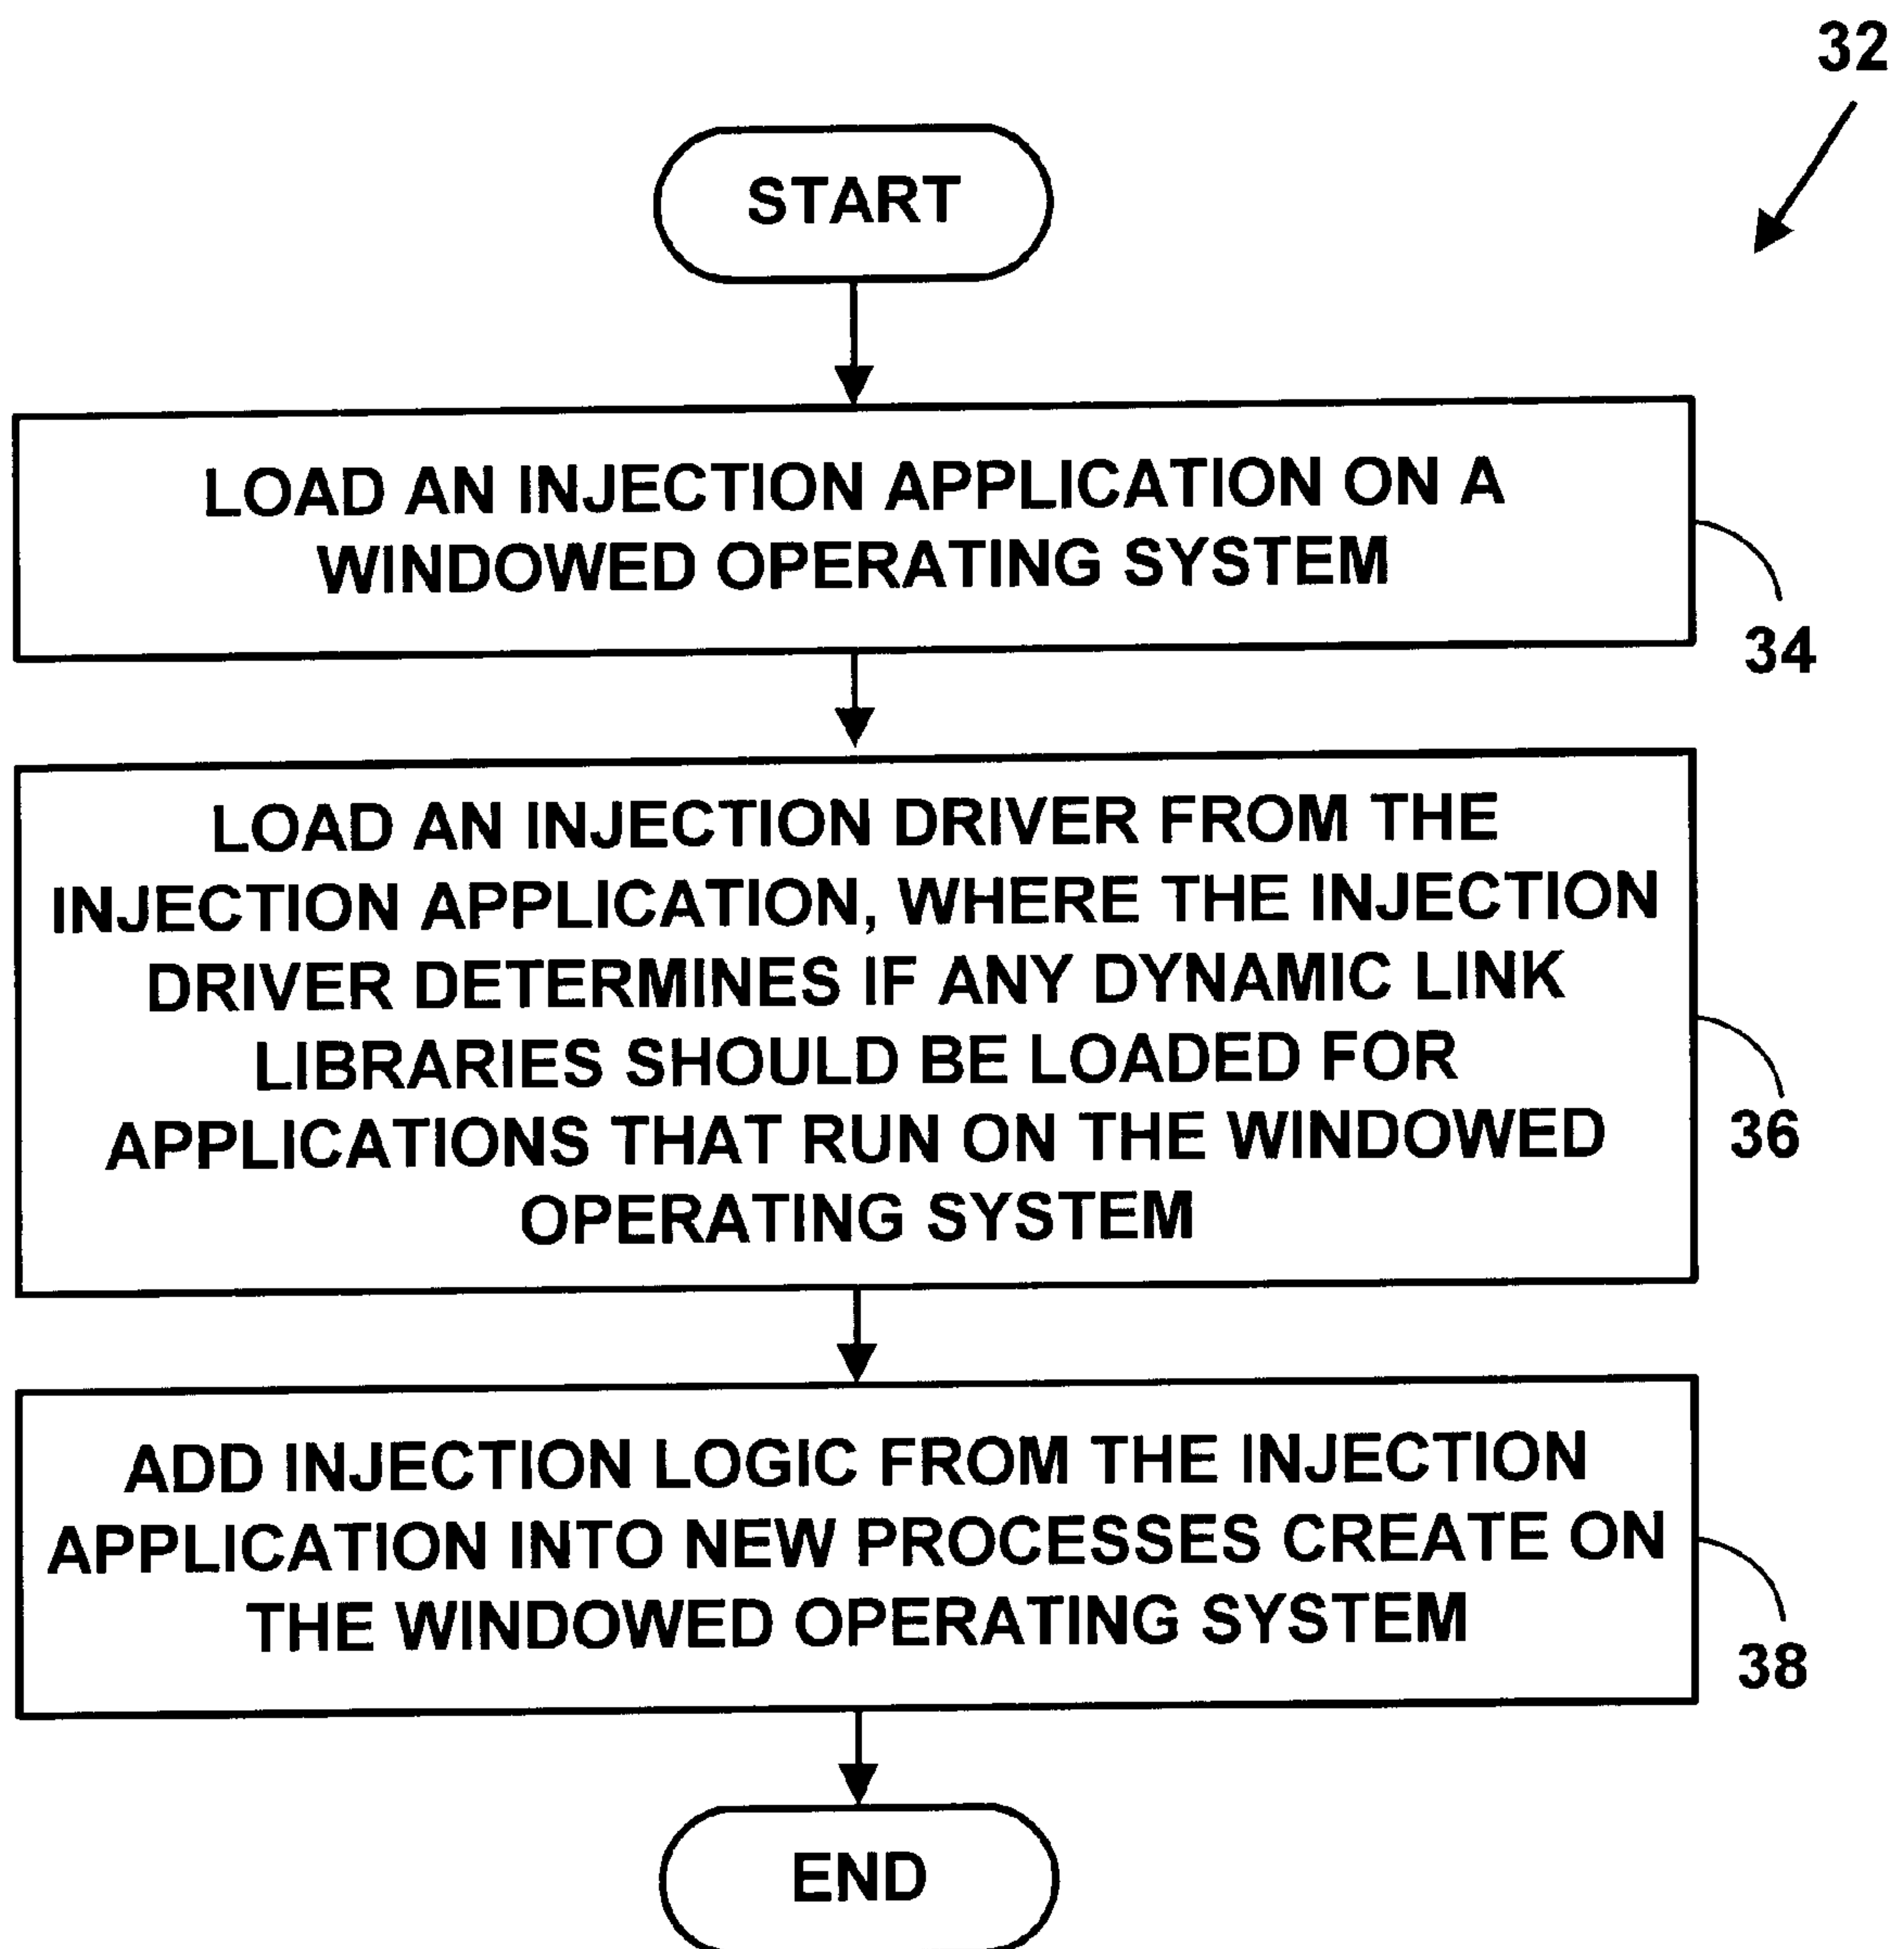 32
START
LOAD AN INJECTION APPLICATION ON A
WINDOWED OPERATING SYSTEM
34
LOAD AN INJECTION DRIVER FROM THE
INJECTION APPLICATION, WHERE THE INJECTION
DRIVER DETERMINES IF ANY DYNAMIC LINK
LIBRARIES SHOULD BE LOADED FOR
APPLICATIONS THAT RUN ON THE WINDOWED
OPERATING SYSTEM
36
ADD INJECTION LOGIC FROM THE INJECTION
APPLICATION INTO NEW PROCESSES CREATE ON
THE WINDOWED OPERATING SYSTEM
38
END